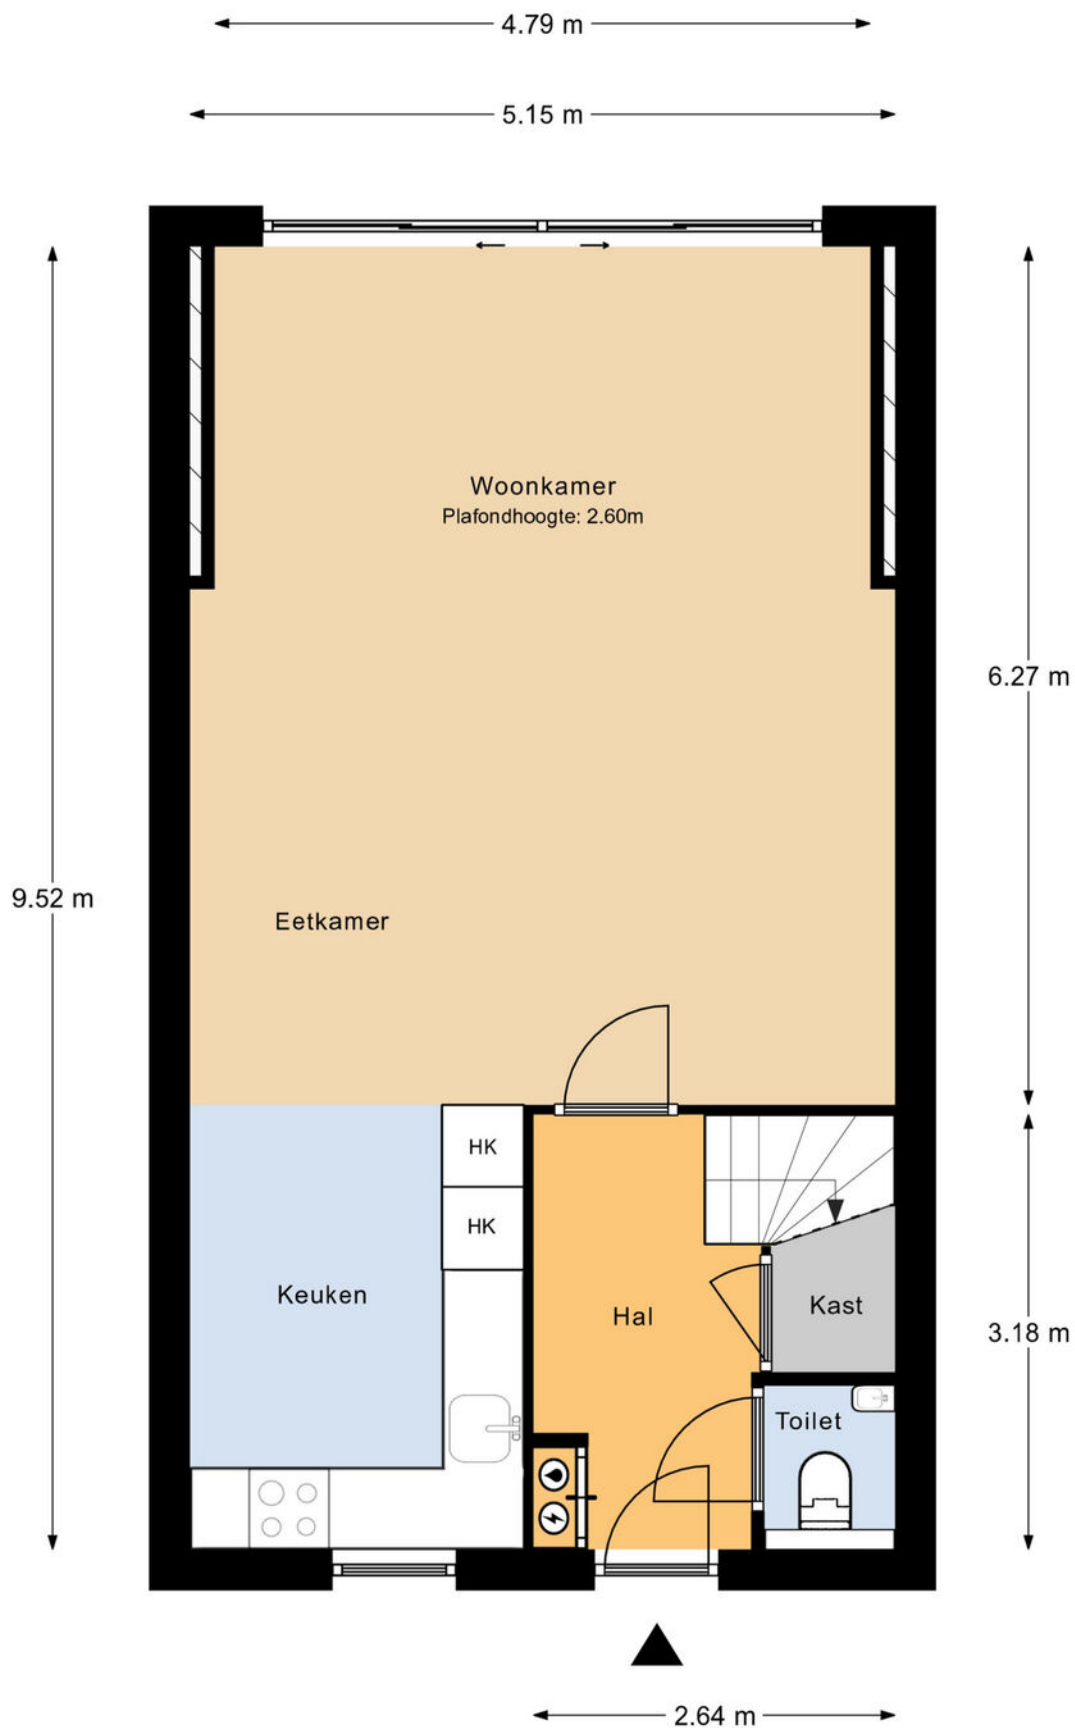 4.79 m
5.15 m
Woonkamer
Plafondhoogte: 2.60m
6.27 m
9.52 m
Eetkamer
HK
HK
Keuken
Kast
Hal
3.18 m
Toilet
2.64 m